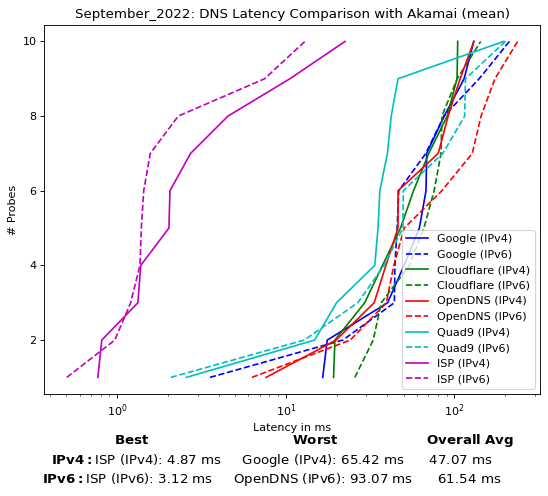 September_2022: DNS Latency Comparison with Akamai (mean)
10
8
6
4
2
# Probes
Google (IPv4)
Google (IPv6)
Cloudflare (IPv4)
Cloudflare (IPv6)
OpenDNS (IPv4)
OpenDNS (IPv6)
Quad9 (IPv4)
Quad9 (IPv6)
ISP (IPv4)
ISP (IPv6)
10⁰ 10¹ 10²
Latency in ms
Best Worst Overall Avg
IPv4: ISP (IPv4): 4.87 ms Google (IPv4): 65.42 ms 47.07 ms
IPv6: ISP (IPv6): 3.12 ms OpenDNS (IPv6): 93.07 ms 61.54 ms